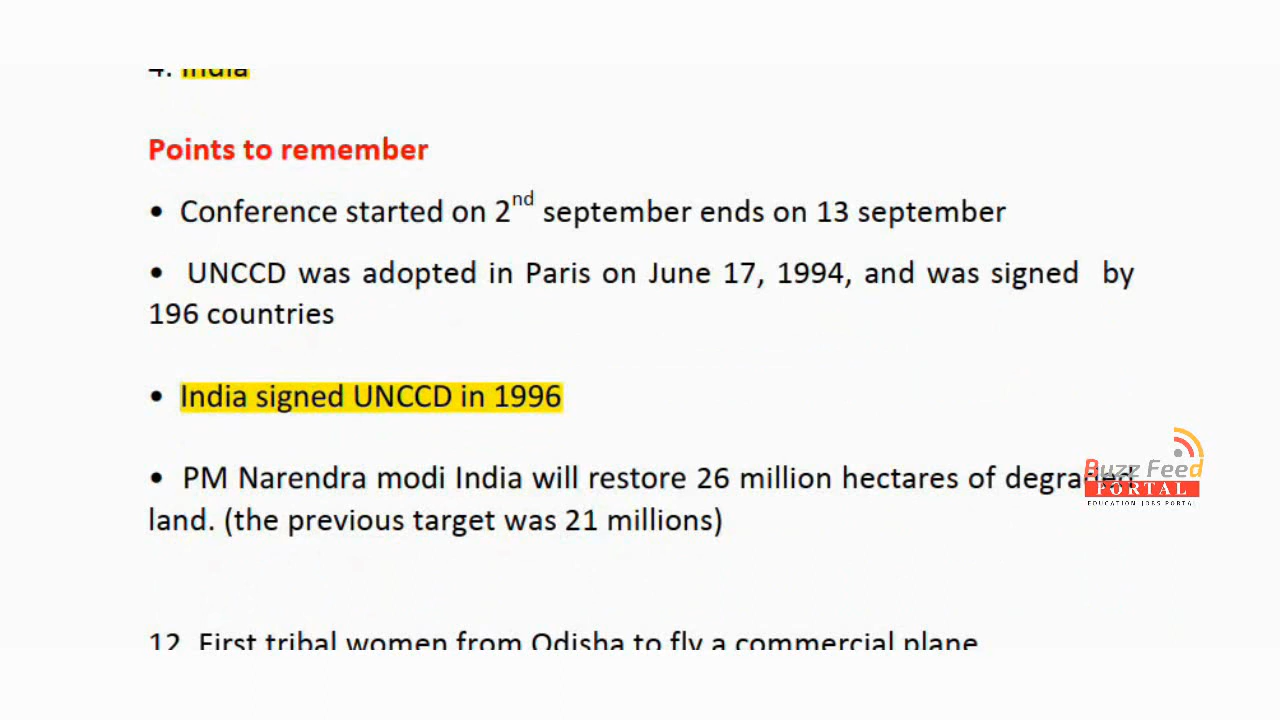 4. India
Points to remember
• Conference started on 2nd september ends on 13 september
• UNCCD was adopted in Paris on June 17, 1994, and was signed by
196 countries
• India signed UNCCD in 1996
• PM Narendra modi India will restore 26 million hectares of degraded
land. (the previous target was 21 millions)
Buzz Feed
PORTAL
EDUCATION JOBS PORTAL
12. First tribal women from Odisha to fly a commercial plane